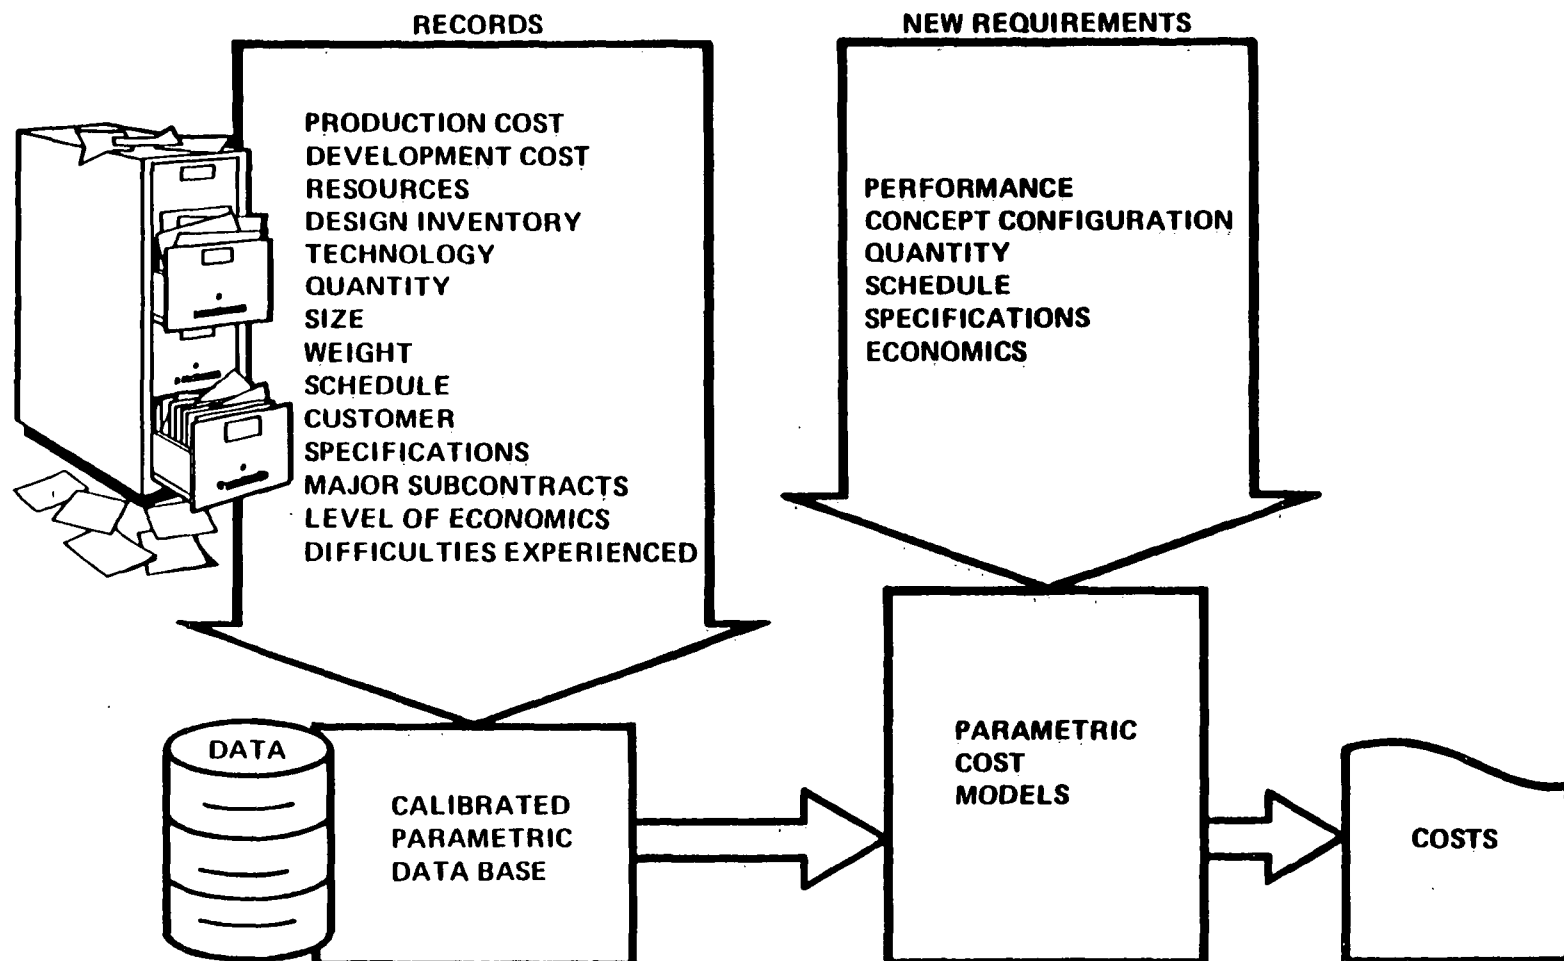 RECORDS
PRODUCTION COST
DEVELOPMENT COST
RESOURCES
DESIGN INVENTORY
TECHNOLOGY
QUANTITY
SIZE
WEIGHT
SCHEDULE
CUSTOMER
SPECIFICATIONS
MAJOR SUBCONTRACTS
LEVEL OF ECONOMICS
DIFFICULTIES EXPERIENCED
NEW REQUIREMENTS
PERFORMANCE
CONCEPT CONFIGURATION
QUANTITY
SCHEDULE
SPECIFICATIONS
ECONOMICS
DATA
CALIBRATED
PARAMETRIC
DATA BASE
PARAMETRIC
COST
MODELS
COSTS